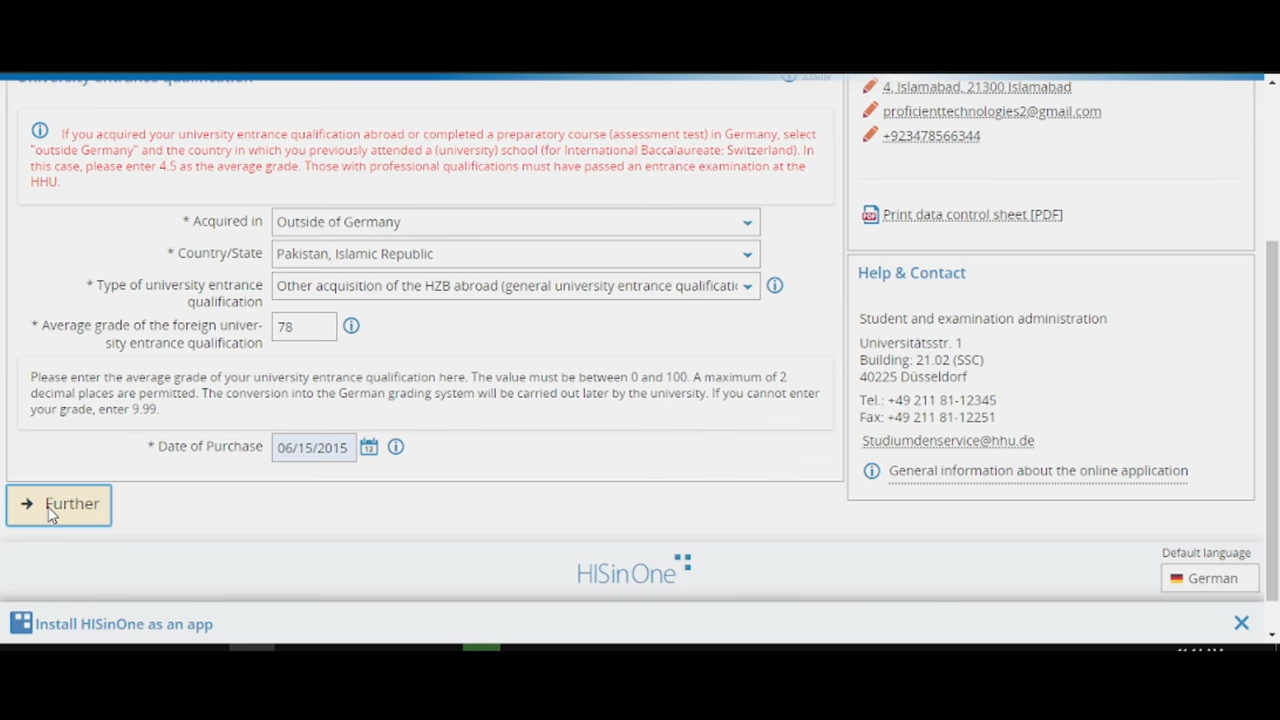 University entrance qualification
If you acquired your university entrance qualification abroad or completed a preparatory course (assessment test) in Germany, select
"outside Germany" and the country in which you previously attended a (university) school (for International Baccalaureate: Switzerland). In
this case, please enter 4.5 as the average grade. Those with professional qualifications must have passed an entrance examination at the
HHU.
* Acquired in
Outside of Germany
* Country/State
Pakistan, Islamic Republic
* Type of university entrance
qualification
Other acquisition of the HZB abroad (general university entrance qualificatio
* Average grade of the foreign univer-
sity entrance qualification
78
Please enter the average grade of your university entrance qualification here. The value must be between 0 and 100. A maximum of 2
decimal places are permitted. The conversion into the German grading system will be carried out later by the university. If you cannot enter
your grade, enter 9.99.
* Date of Purchase
06/15/2015
12
Further
4, Islamabad, 21300 Islamabad
proficienttechnologies2@gmail.com
+923478566344
Print data control sheet [PDF]
Help & Contact
Student and examination administration
Universitätsstr. 1
Building: 21.02 (SSC)
40225 Düsseldorf
Tel.: +49 211 81-12345
Fax: +49 211 81-12251
Studiumdenservice@hhu.de
General information about the online application
HISinOne
Default language
German
Install HISinOne as an app